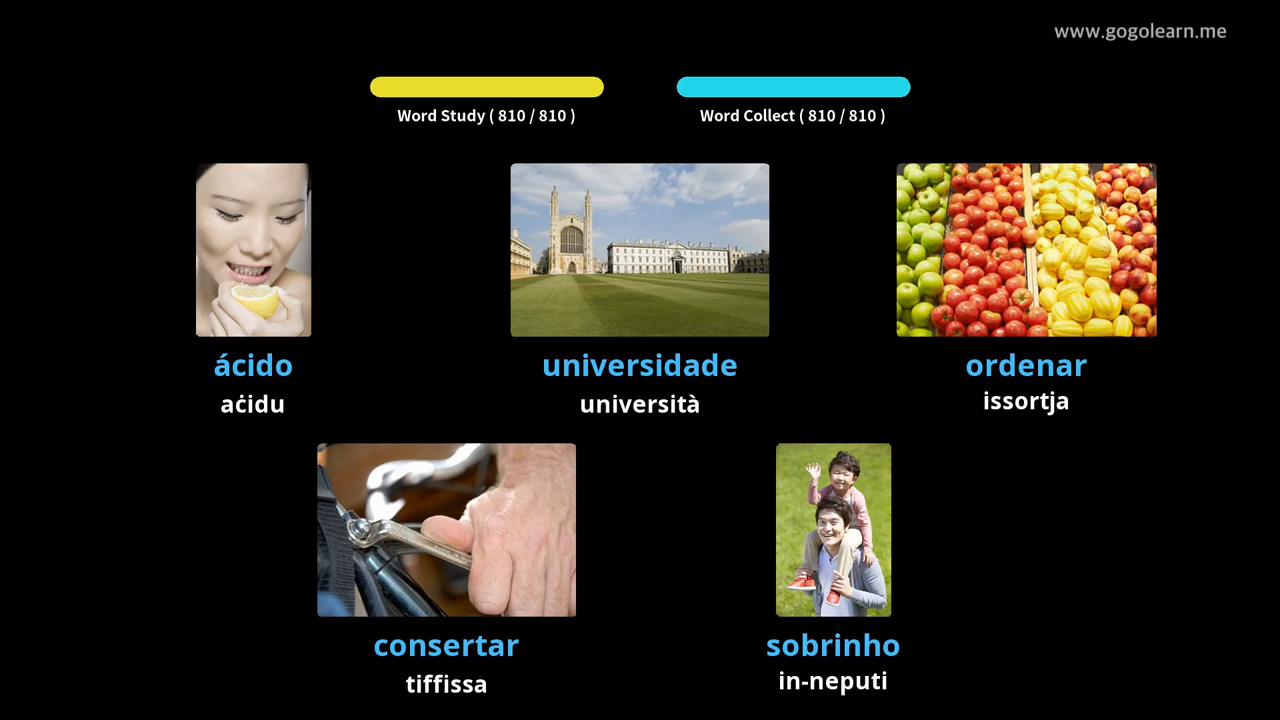 www.gogolearn.me
Word Study ( 810 / 810 )
Word Collect ( 810 / 810 )
ácido
aċidu
universidade
università
ordenar
issortja
consertar
tiffissa
sobrinho
in-neputi